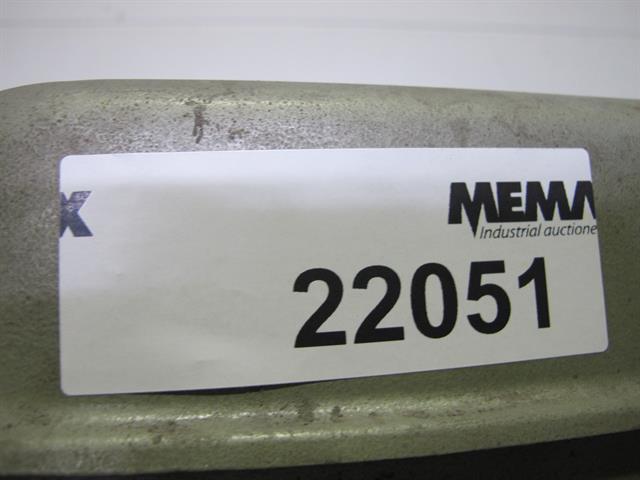 X
MEMA
Industrial auctione
22051